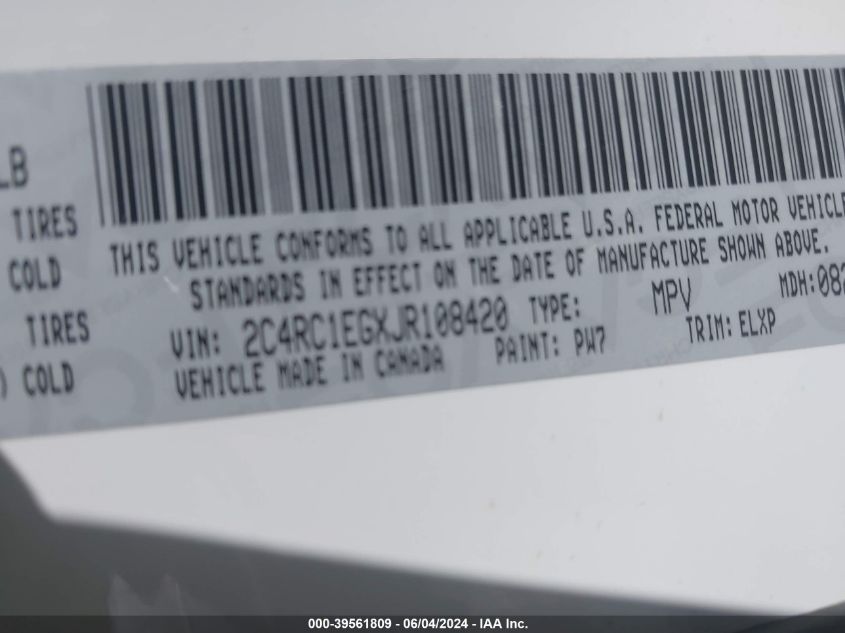 LB
TIRES
COLD
TIRES
) COLD
THIS VEHICLE CONFORMS TO ALL APPLICABLE U.S.A. FEDERAL MOTOR VEHICLE
STANDARDS IN EFFECT ON THE DATE OF MANUFACTURE SHOWN ABOVE.
VIN: 2C4RC1EGXJR108420 TYPE: MPV MDH:082
VEHICLE MADE IN CANADA PAINT: PW7 TRIM: ELXP
000-39561809 - 06/04/2024 - IAA Inc.